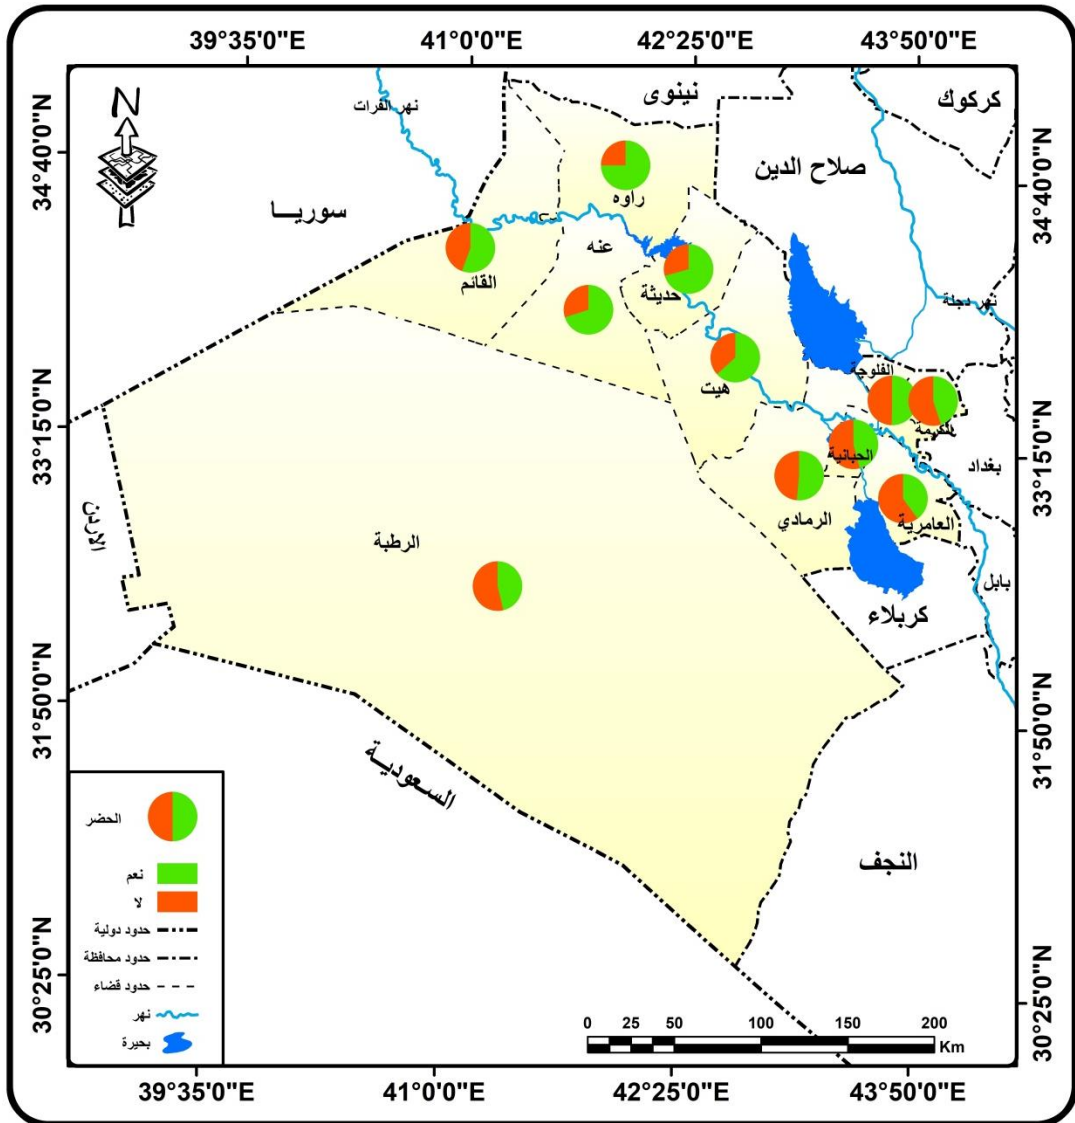 39°35'0"E 41°0'0"E 42°25'0"E 43°50'0"E
34°40'0"N
33°15'0"N
31°50'0"N
30°25'0"N
34°40'0"N
33°15'0"N
31°50'0"N
30°25'0"N
N
نهر الفرات
نينوى
كركوك
صلاح الدين
راوه
سوريـــا
عنه
القائم
حديثة
نهر دجلة
هيت
الفلوجة
الكرمة
الحبانية
بغداد
الرمادي
العامرية
الاردن
الرطبة
بابل
كربلاء
السعوديـة
النجف
الحضر
نعم
لا
حدود دولية
حدود محافظة
حدود قضاء
نهر
بحيرة
0 25 50 100 150 200
Km
39°35'0"E 41°0'0"E 42°25'0"E 43°50'0"E